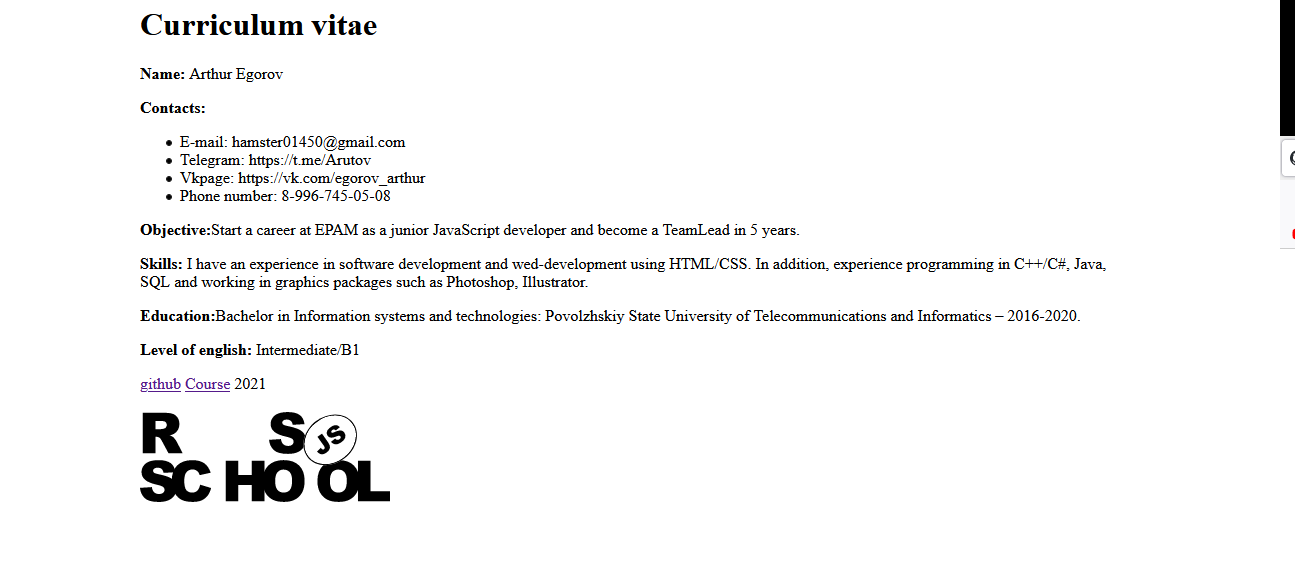 Curriculum vitae
Name: Arthur Egorov
Contacts:
E-mail: hamster01450@gmail.com
Telegram: https://t.me/Arutov
Vkpage: https://vk.com/egorov_arthur
Phone number: 8-996-745-05-08
Objective:Start a career at EPAM as a junior JavaScript developer and become a TeamLead in 5 years.
Skills: I have an experience in software development and wed-development using HTML/CSS. In addition, experience programming in C++/C#, Java,
SQL and working in graphics packages such as Photoshop, Illustrator.
Education:Bachelor in Information systems and technologies: Povolzhskiy State University of Telecommunications and Informatics – 2016-2020.
Level of english: Intermediate/B1
github Course 2021
R S JS
SCHOOL